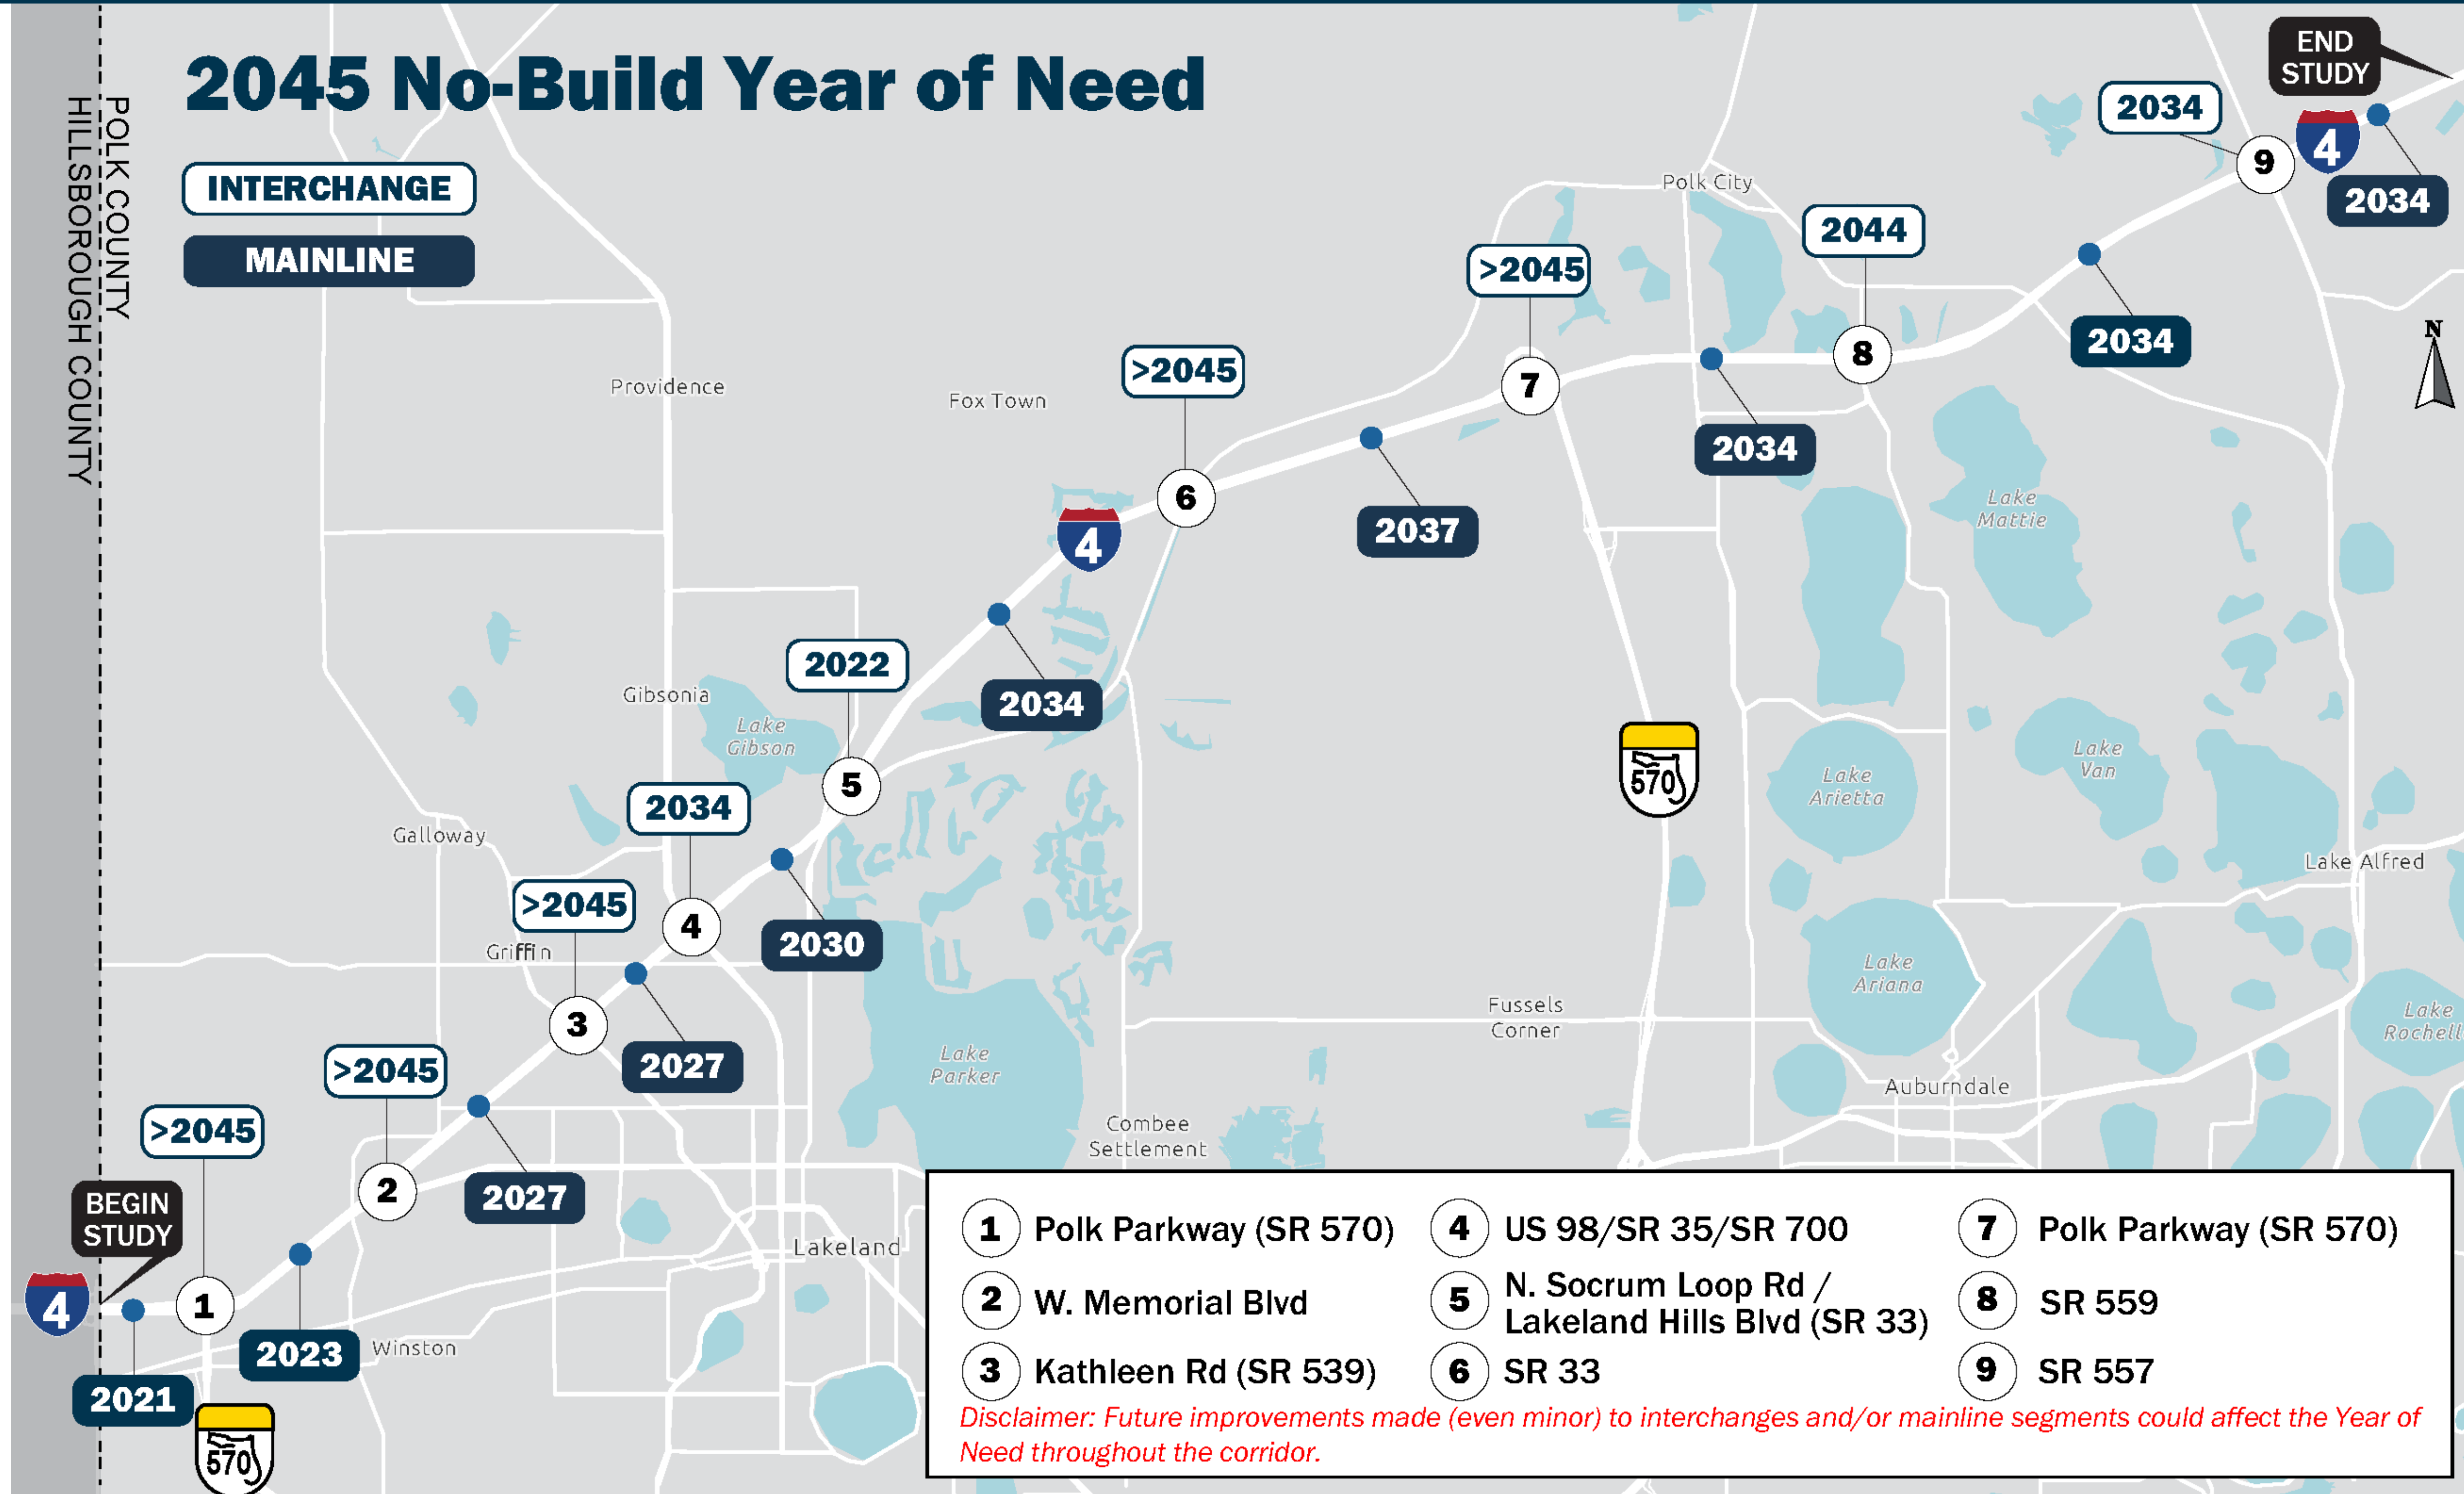 2045 No-Build Year of Need
INTERCHANGE
MAINLINE
POLK COUNTY
HILLSBOROUGH COUNTY
END
STUDY
2034
9
4
2034
Polk City
2044
8
2034
N
>2045
7
2034
Providence
Fox Town
>2045
6
2037
4
Lake
Mattie
2022
5
2034
Gibsonia
Lake
Gibson
570
Lake
Arietta
Lake
Van
2034
4
2030
Galloway
Lake Alfred
>2045
3
2027
Griffin
Lake
Ariana
Fussels
Corner
Lake
Rochell
Lake
Parker
Auburndale
>2045
2
2027
Combee
Settlement
>2045
1
BEGIN
STUDY
4
2023
2021
Winston
Lakeland
570
1 Polk Parkway (SR 570)
2 W. Memorial Blvd
3 Kathleen Rd (SR 539)
4 US 98/SR 35/SR 700
5 N. Socrum Loop Rd /
Lakeland Hills Blvd (SR 33)
6 SR 33
7 Polk Parkway (SR 570)
8 SR 559
9 SR 557
Disclaimer: Future improvements made (even minor) to interchanges and/or mainline segments could affect the Year of
Need throughout the corridor.